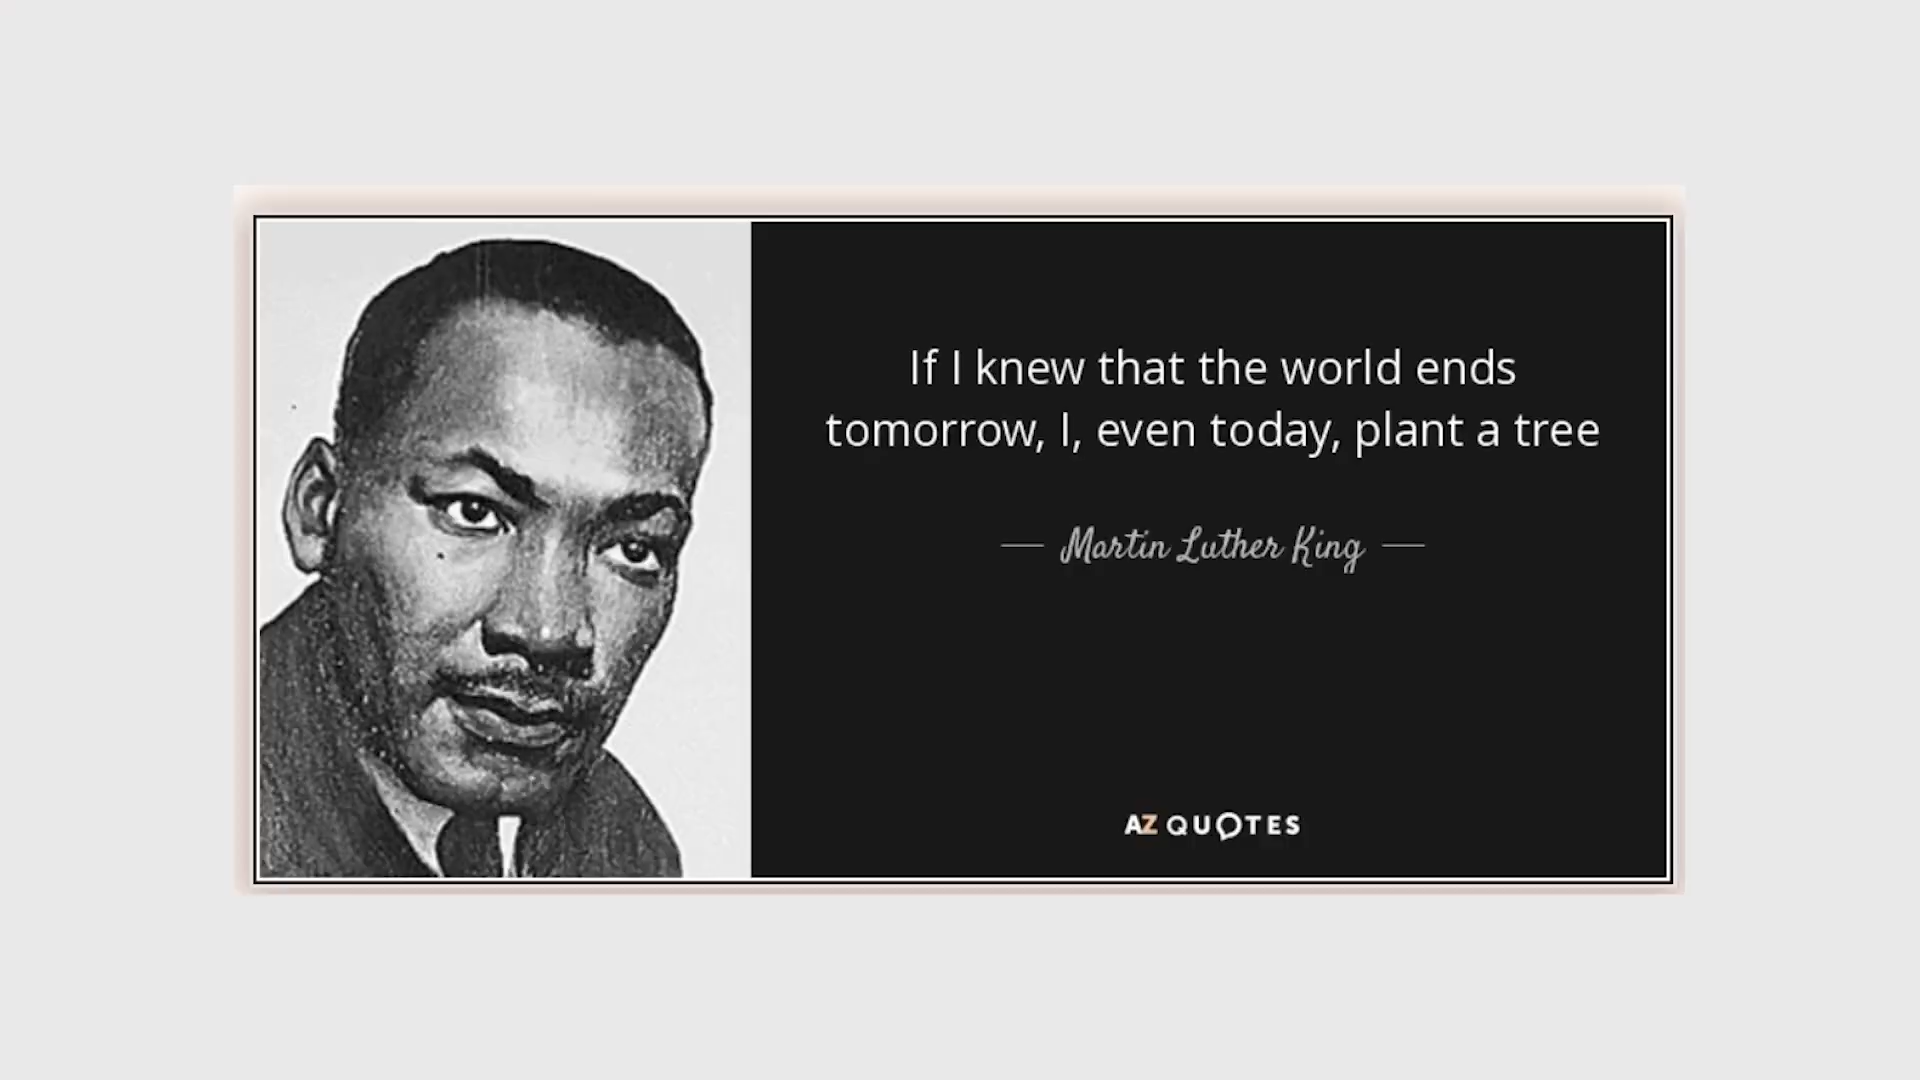 If I knew that the world ends
tomorrow, I, even today, plant a tree
Martin Luther King
AZ QUOTES